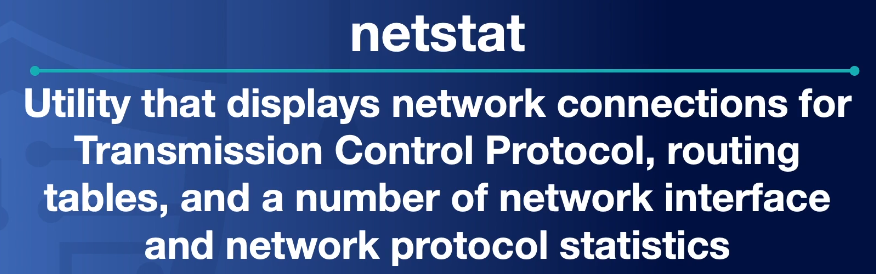 netstat
Utility that displays network connections for
Transmission Control Protocol, routing
tables, and a number of network interface
and network protocol statistics